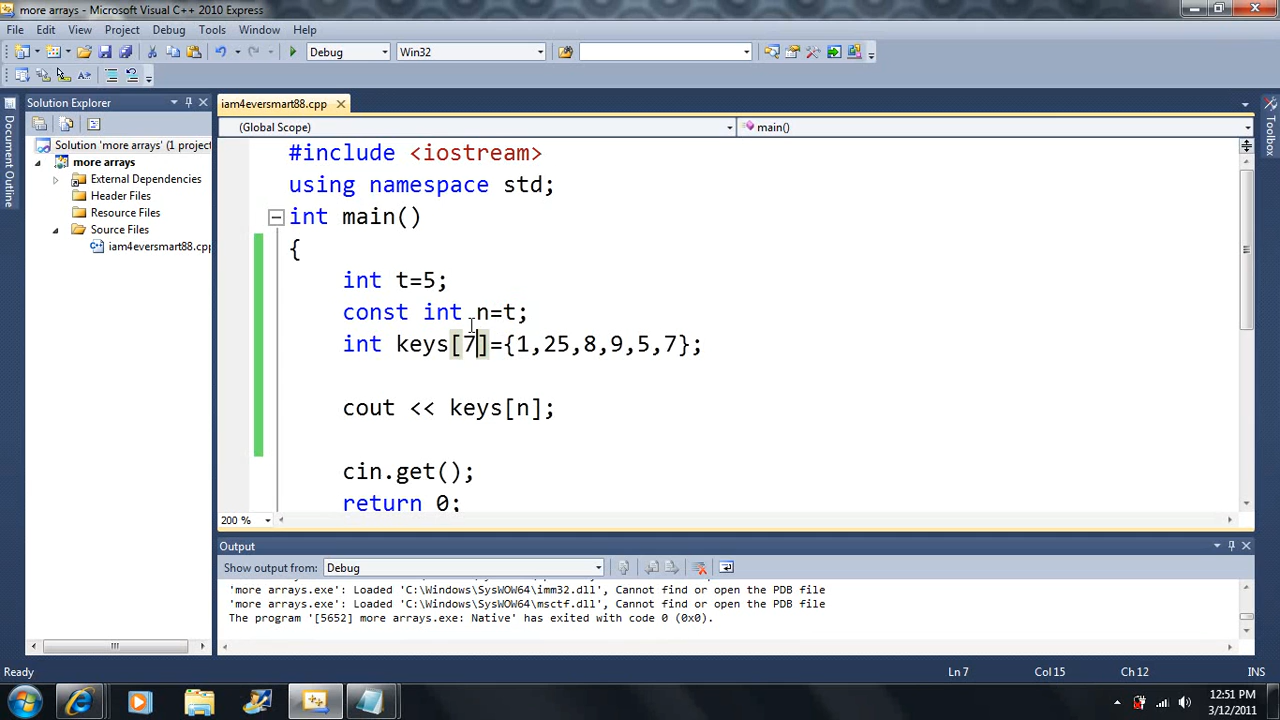 more arrays - Microsoft Visual C++ 2010 Express
File Edit View Project Debug Tools Window Help
Debug Win32
Solution Explorer
iam4eversmart88.cpp
(Global Scope) main()
Document Outline
Toolbox
Solution 'more arrays' (1 project
more arrays
External Dependencies
Header Files
Resource Files
Source Files
iam4eversmart88.cpp
#include <iostream>
using namespace std;
int main()
{
int t=5;
const int n=t;
int keys[7]={1,25,8,9,5,7};
cout << keys[n];
cin.get();
return 0;
200 %
Output
Show output from: Debug
'more arrays.exe': Loaded 'C:\Windows\SysWOW64\imm32.dll', Cannot find or open the PDB file
'more arrays.exe': Loaded 'C:\Windows\SysWOW64\msctf.dll', Cannot find or open the PDB file
The program '[5652] more arrays.exe: Native' has exited with code 0 (0x0).
Ready Ln 7 Col 15 Ch 12 INS
12:51 PM
3/12/2011